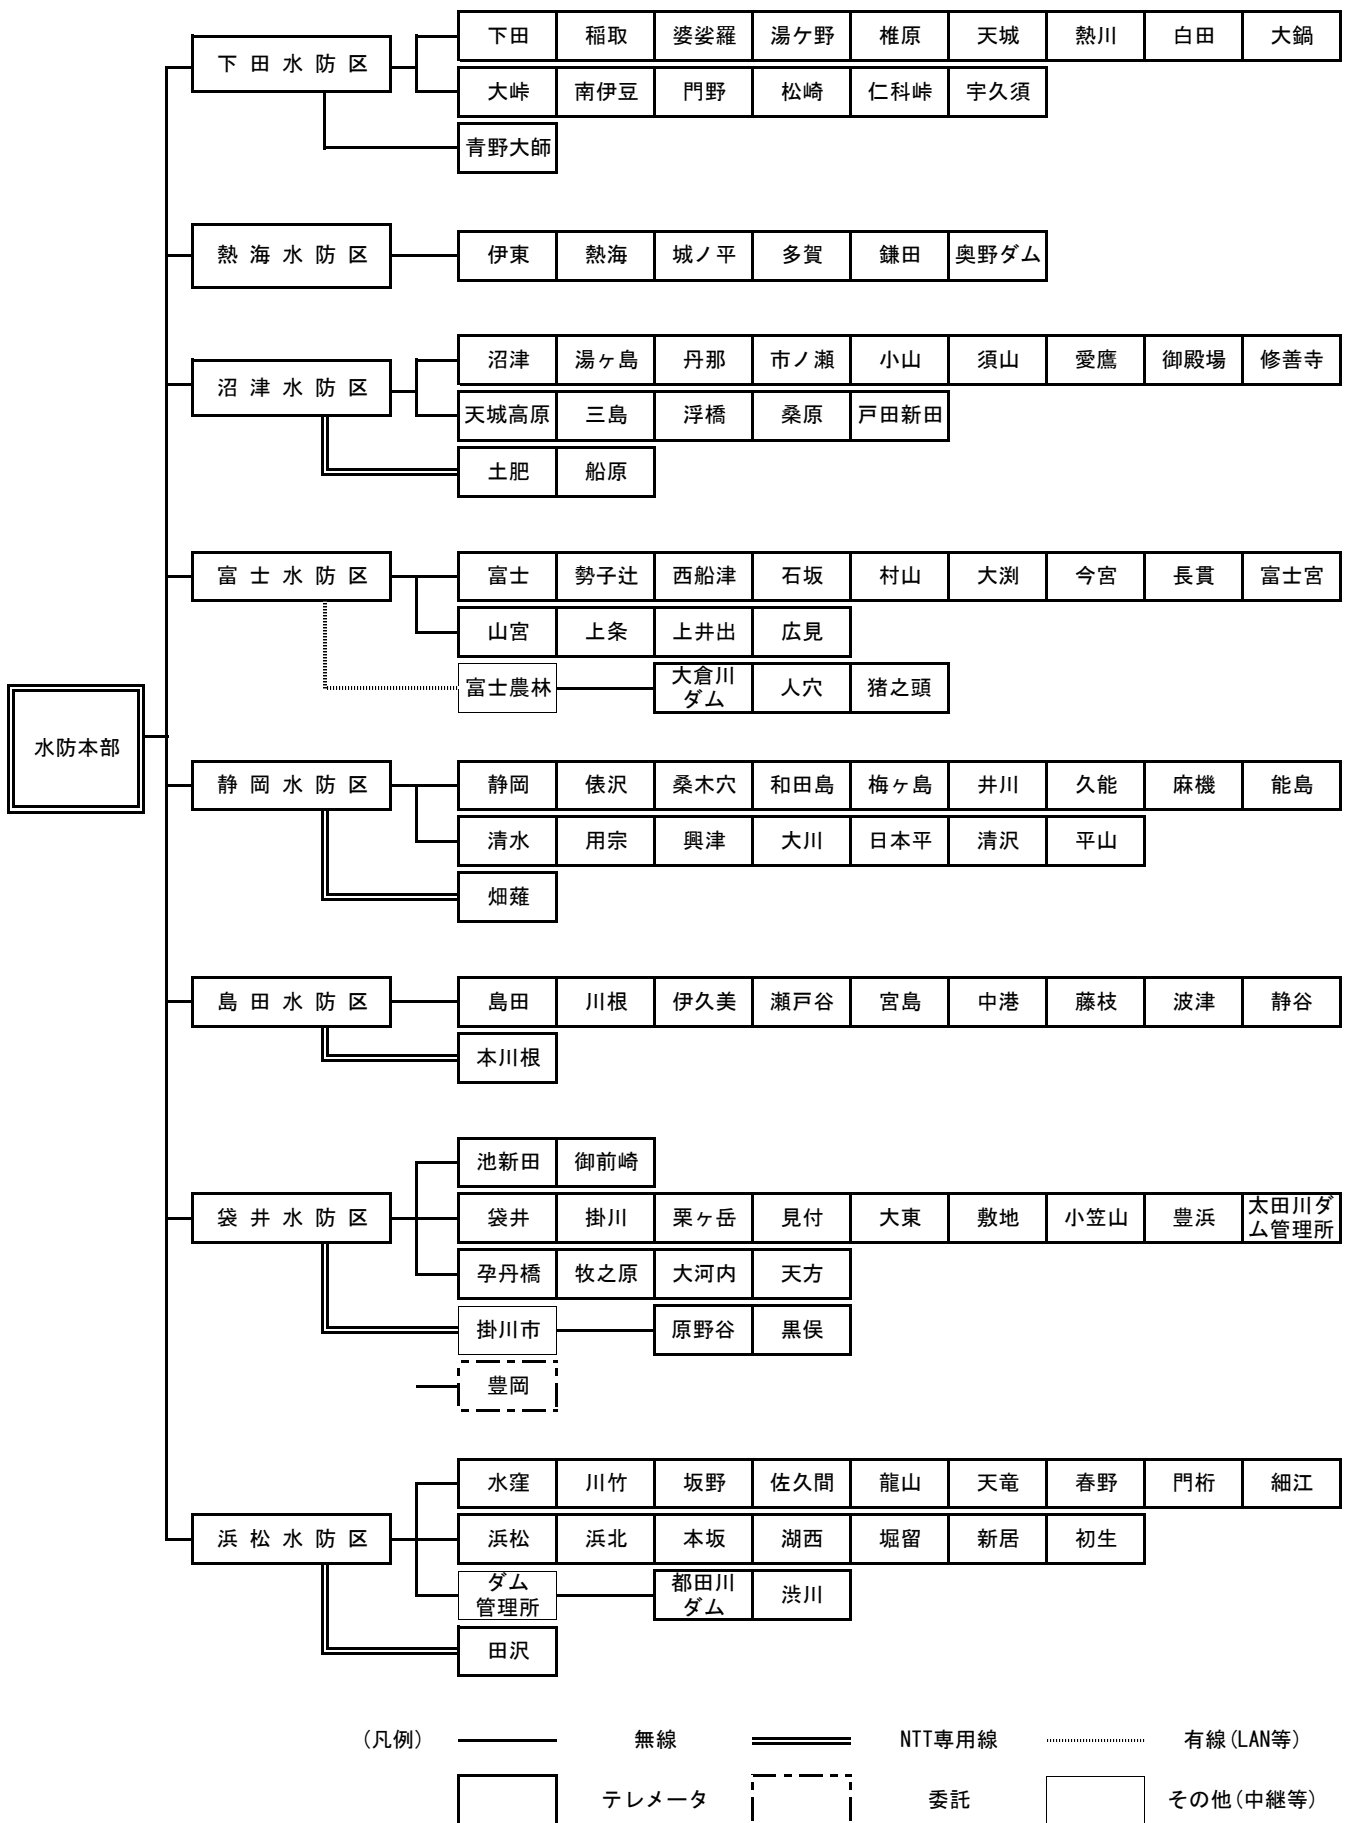 下田 稲取 婆娑羅 湯ケ野 椎原 天城 熱川 白田 大鍋
下田水防区
大峠 南伊豆 門野 松崎 仁科峠 宇久須
青野大師
熱海水防区 伊東 熱海 城ノ平 多賀 鎌田 奥野ダム
沼津 湯ヶ島 丹那 市ノ瀬 小山 須山 愛鷹 御殿場 修善寺
沼津水防区
天城高原 三島 浮橋 桑原 戸田新田
土肥 船原
富士水防区 富士 勢子辻 西船津 石坂 村山 大渕 今宮 長貫 富士宮
山宮 上条 上井出 広見
富士農林 大倉川ダム 人穴 猪之頭
水防本部
静岡水防区 静岡 俵沢 桑木穴 和田島 梅ヶ島 井川 久能 麻機 能島
清水 用宗 興津 大川 日本平 清沢 平山
畑薙
島田水防区 島田 川根 伊久美 瀬戸谷 宮島 中港 藤枝 波津 静谷
本川根
池新田 御前崎
袋井水防区 袋井 掛川 栗ヶ岳 見付 大東 敷地 小笠山 豊浜 太田川ダム管理所
孕丹橋 牧之原 大河内 天方
掛川市 原野谷 黒俣
豊岡
水窪 川竹 坂野 佐久間 龍山 天竜 春野 門桁 細江
浜松水防区 浜松 浜北 本坂 湖西 堀留 新居 初生
ダム管理所 都田川ダム 渋川
田沢
(凡例) 無線 NTT専用線 有線(LAN等)
テレメータ 委託 その他(中継等)